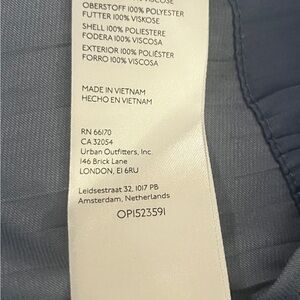 VISCOSE
OBERSTOFF 100% POLYESTER
FUTTER 100% VISKOSE
SHELL 100% POLIESTERE
FODERA 100% VISCOSA
EXTERIOR 100% POLIÉSTER
FORRO 100% VISCOSA
MADE IN VIETNAM
HECHO EN VIETNAM
RN 66170
CA 32054
Urban Outfitters, Inc.
146 Brick Lane
LONDON, E1 6RU
Leidsestraat 32, 1017 PB
Amsterdam, Netherlands
OP1523591